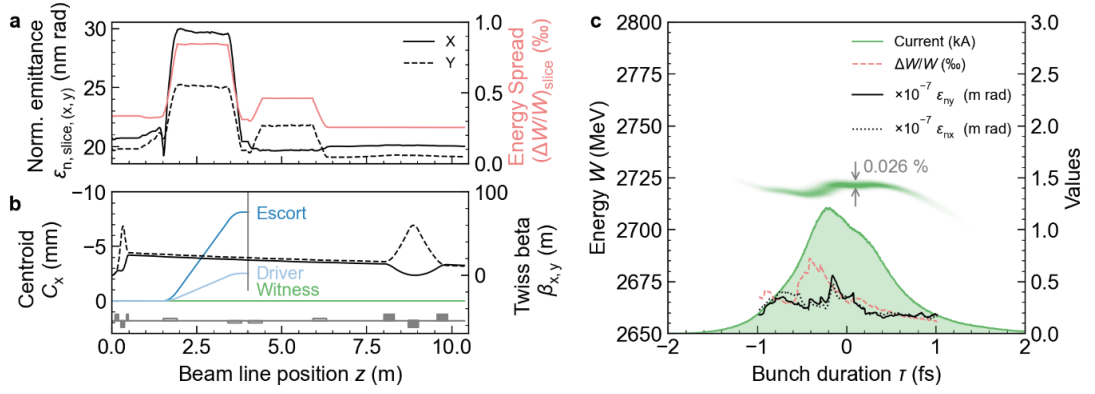 a
30
25
20
Norm. emittance
εn, slice, (x, y) (nm rad)
X
Y
1.0
0.5
0.0
Energy Spread
(ΔW/W)slice (‰)
b
−10
−5
0
Centroid
Cx (mm)
Escort
Driver
Witness
100
0
Twiss beta
βx, y (m)
0.0
2.5
5.0
7.5
10.0
Beam line position z (m)
c
2800
2775
2750
2725
2700
2675
2650
Energy W (MeV)
Current (kA)
ΔW/W (‰)
×10−7 εny (m rad)
×10−7 εnx (m rad)
0.026 %
3.0
2.5
2.0
1.5
1.0
0.5
0.0
Values
−2
−1
0
1
2
Bunch duration τ (fs)